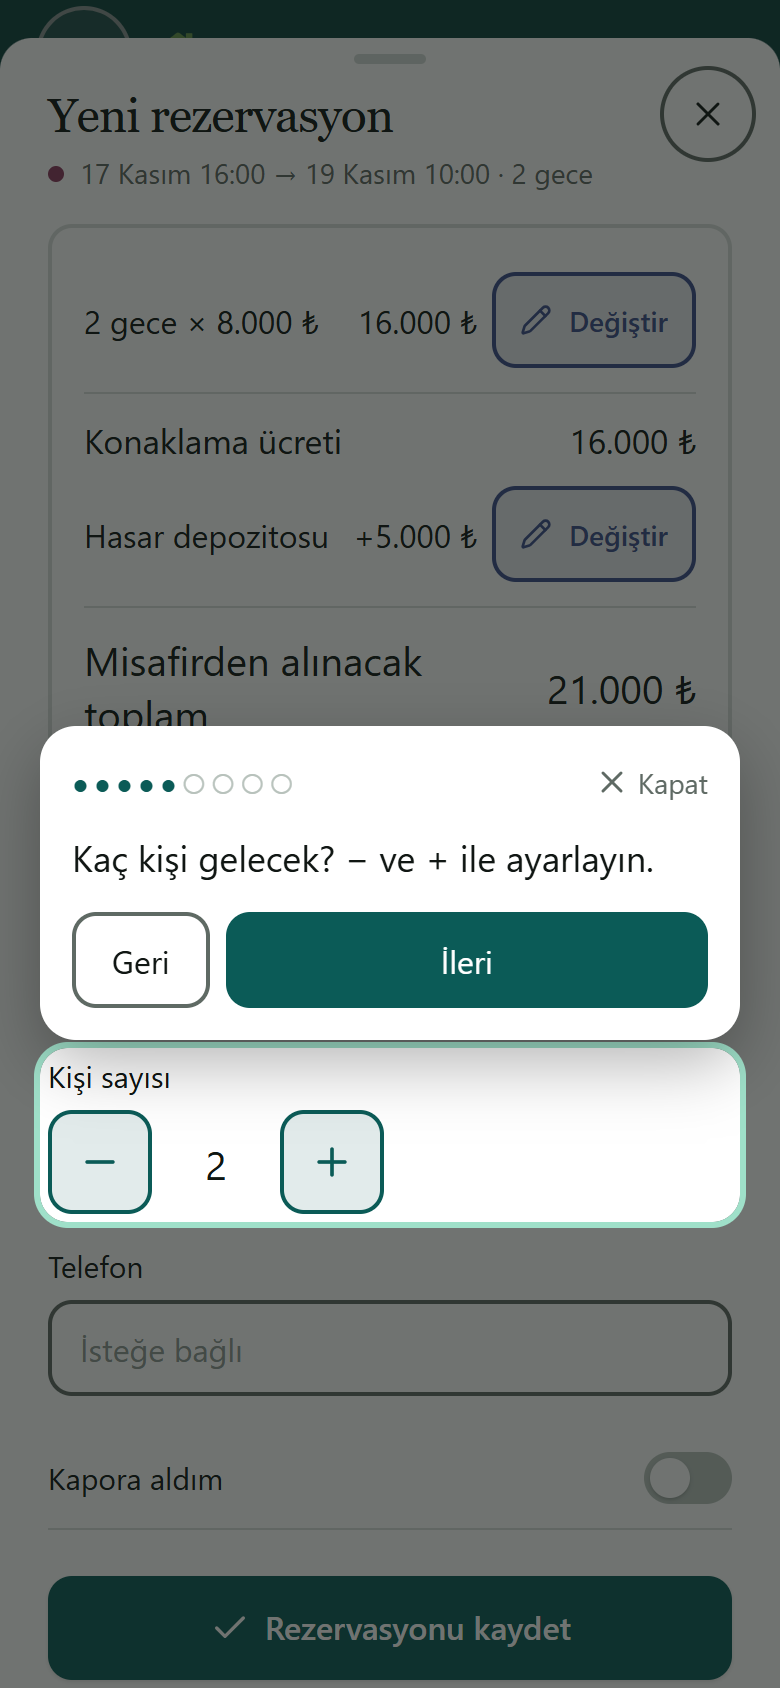 Yeni rezervasyon
17 Kasım 16:00 → 19 Kasım 10:00 · 2 gece
2 gece × 8.000 ₺ 16.000 ₺ Değiştir
Konaklama ücreti 16.000 ₺
Hasar depozitosu +5.000 ₺ Değiştir
Misafirden alınacak
toplam 21.000 ₺
Kapat
Kaç kişi gelecek? − ve + ile ayarlayın.
Geri İleri
Kişi sayısı
− 2 +
Telefon
İsteğe bağlı
Kapora aldım
Rezervasyonu kaydet